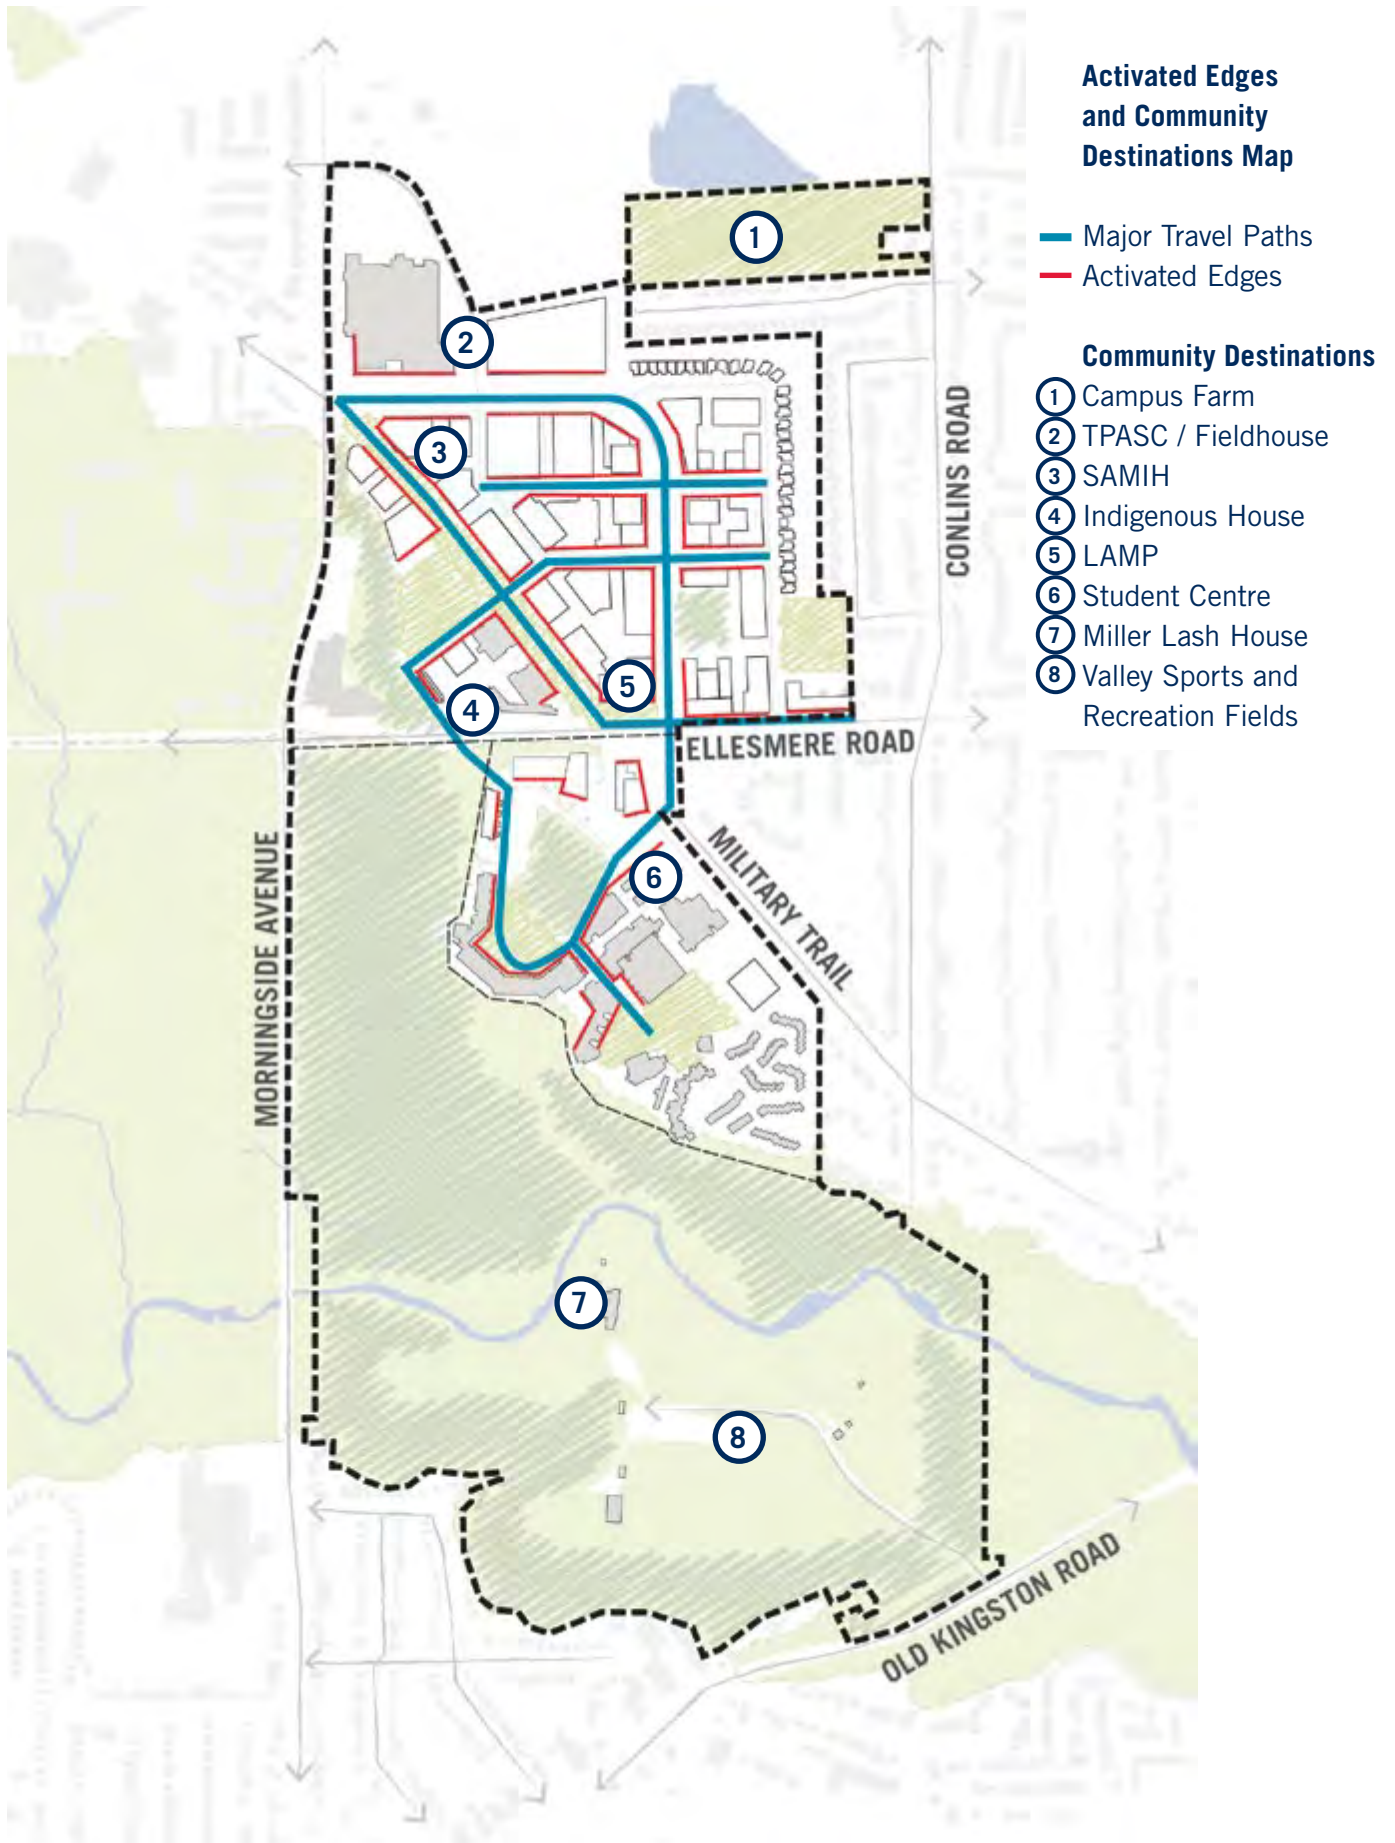 Activated Edges
and Community
Destinations Map
Major Travel Paths
Activated Edges
Community Destinations
1 Campus Farm
2 TPASC / Fieldhouse
3 SAMIH
4 Indigenous House
5 LAMP
6 Student Centre
7 Miller Lash House
8 Valley Sports and
Recreation Fields
1
2
3
CONLINS ROAD
4
5
ELLESMERE ROAD
MORNINGSIDE AVENUE
MILITARY TRAIL
6
7
8
OLD KINGSTON ROAD